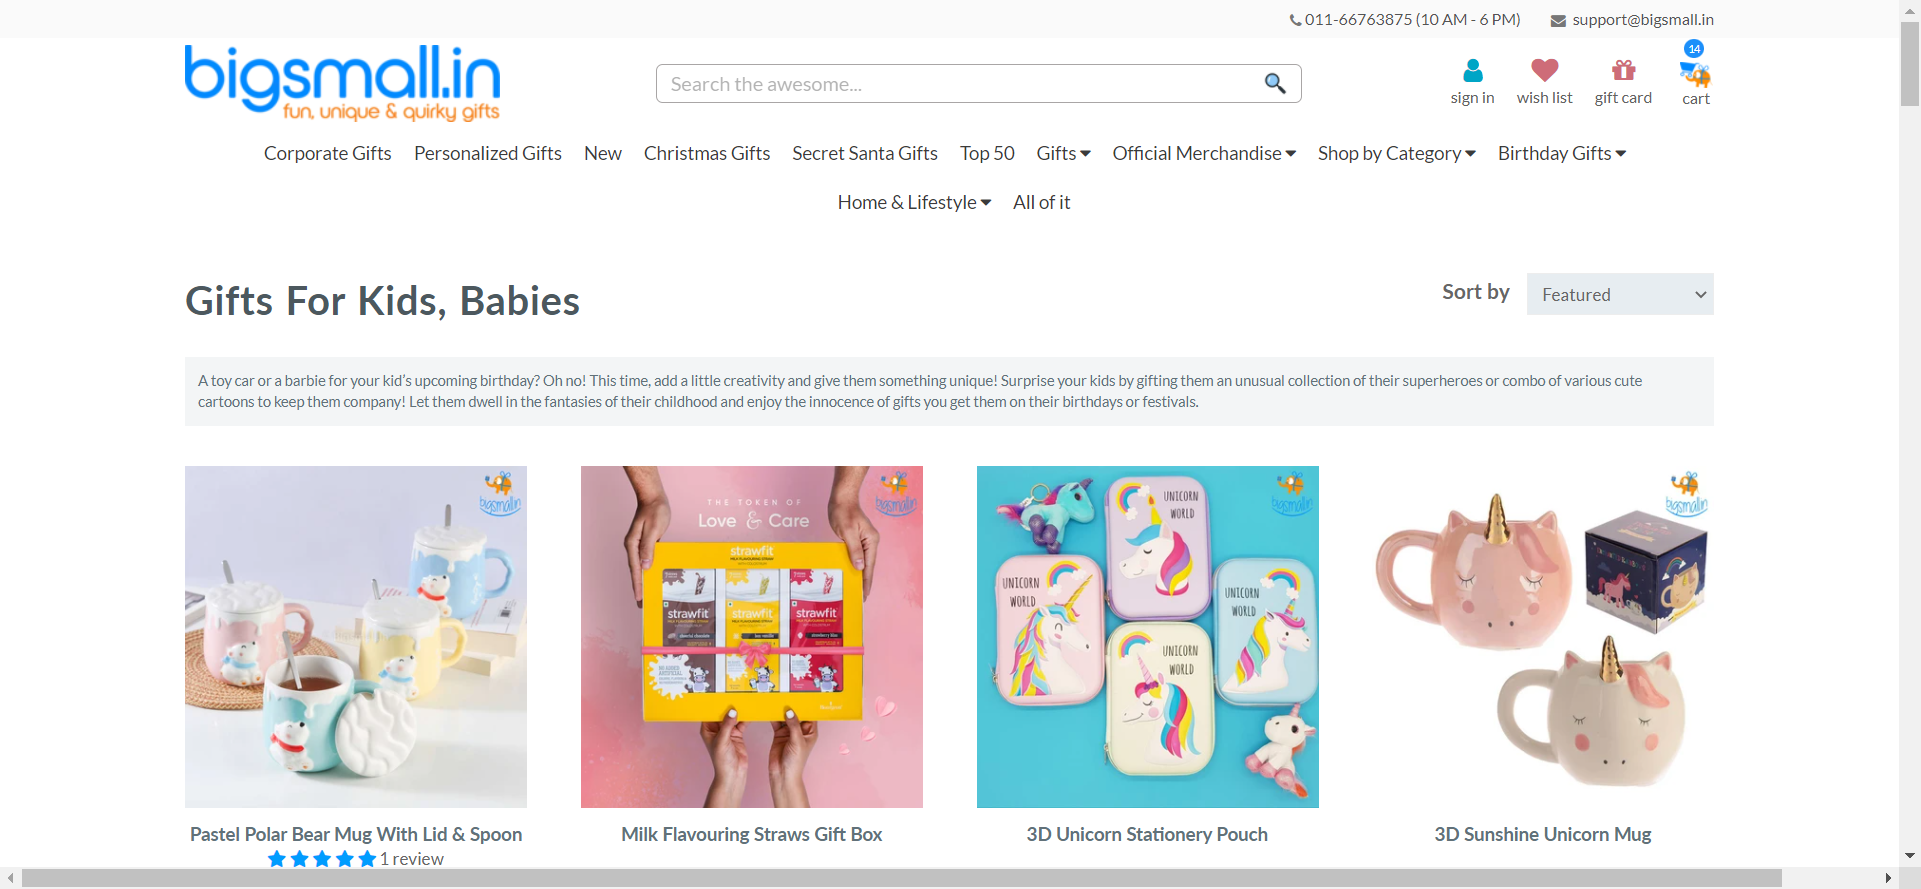 011-66763875 (10 AM - 6 PM) support@bigsmall.in
bigsmall.in
fun, unique & quirky gifts
Search the awesome...
14
sign in wish list gift card cart
Corporate Gifts Personalized Gifts New Christmas Gifts Secret Santa Gifts Top 50 Gifts Official Merchandise Shop by Category Birthday Gifts
Home & Lifestyle All of it
Gifts For Kids, Babies
Sort by Featured
A toy car or a barbie for your kid's upcoming birthday? Oh no! This time, add a little creativity and give them something unique! Surprise your kids by gifting them an unusual collection of their superheroes or combo of various cute
cartoons to keep them company! Let them dwell in the fantasies of their childhood and enjoy the innocence of gifts you get them on their birthdays or festivals.
bigsmall.in
THE TOKEN OF
Love & Care
bigsmall.in
strawfit
strawfit
strawfit
strawfit
bigsmall.in
UNICORN
WORLD
UNICORN
WORLD
UNICORN
WORLD
UNICORN
WORLD
bigsmall.in
Pastel Polar Bear Mug With Lid & Spoon
1 review
Milk Flavouring Straws Gift Box
3D Unicorn Stationery Pouch
3D Sunshine Unicorn Mug